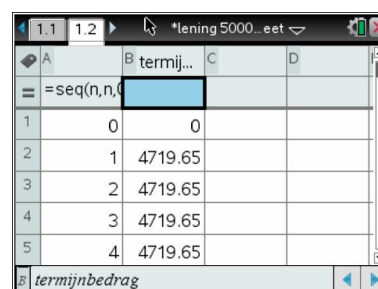 1.1 1.2 *lening 5000...eet
A B termij... C D
=seq(n,n,(
1 0 0
2 1 4719.65
3 2 4719.65
4 3 4719.65
5 4 4719.65
B termijnbedrag